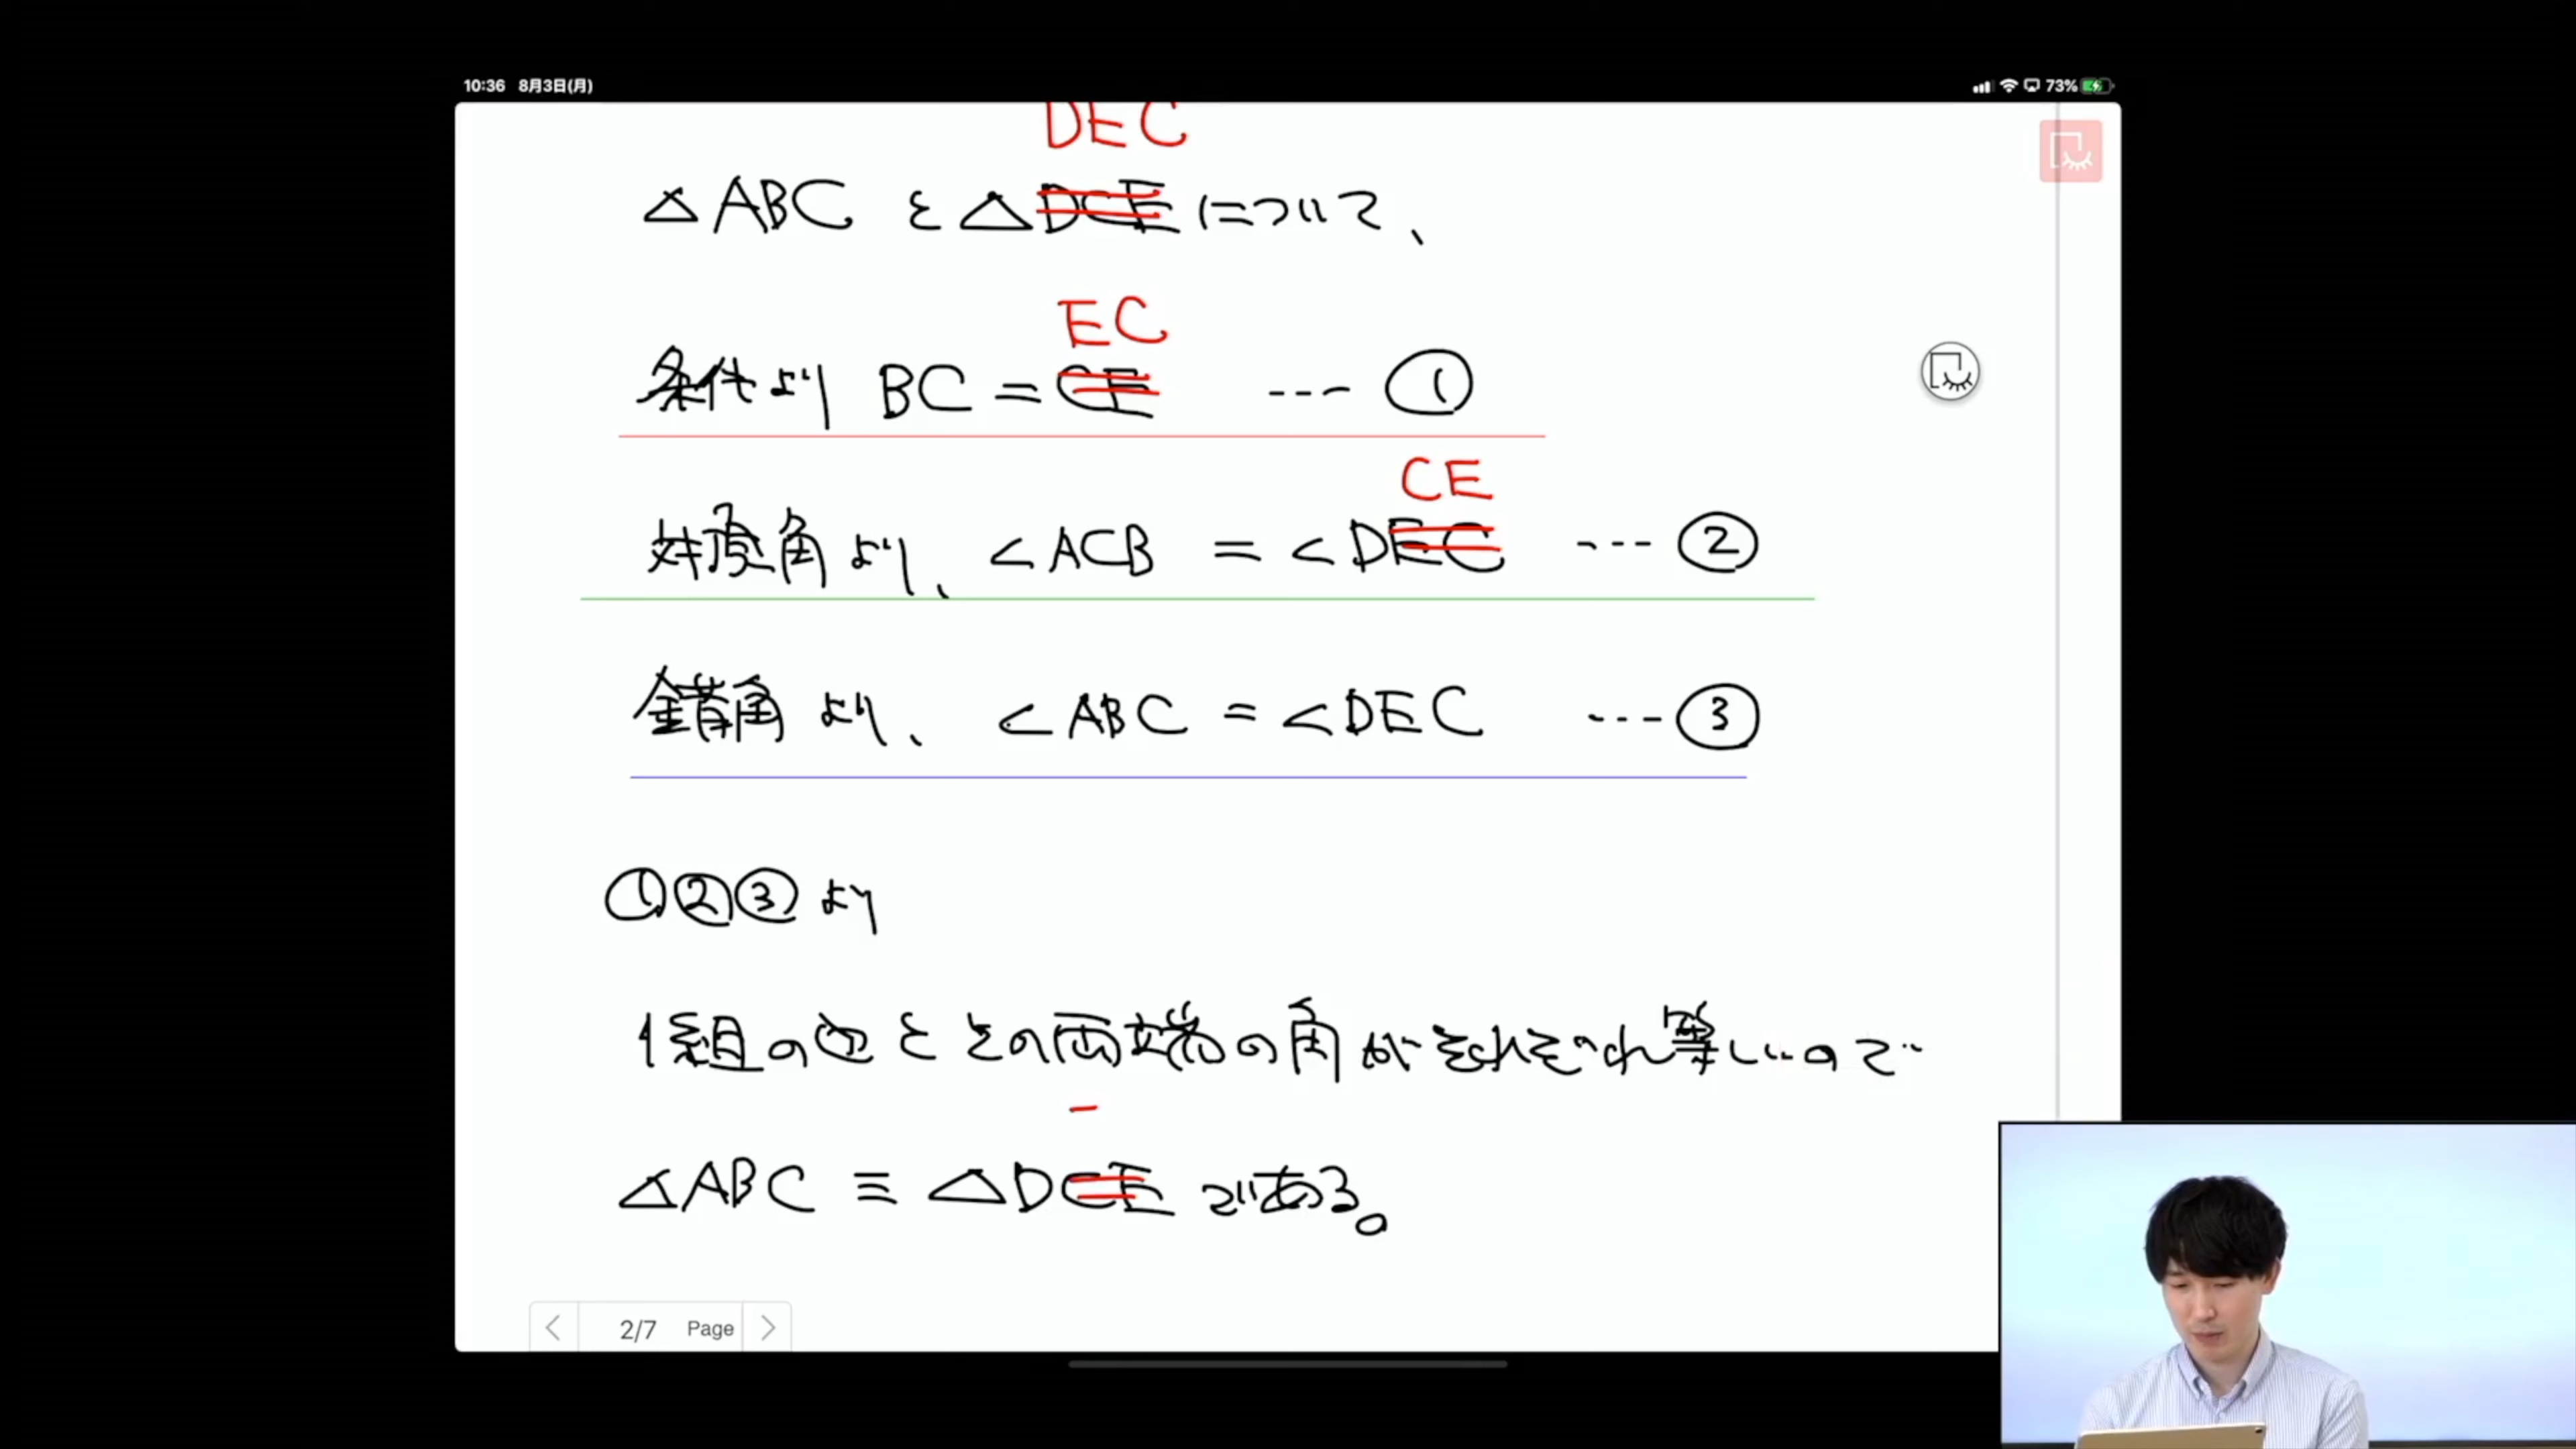 10:36 8月3日(月) 73%
DEC
△ABC と △DCE について、
EC
条件より BC = CE ---- ①
CE
対頂角より、∠ACB = ∠DEC ---- ②
錯角より、∠ABC = ∠DEC ---- ③
①②③より
1組の辺とその両端の角がそれぞれ等しいので
△ABC ≡ △DCE である。
2/7 Page